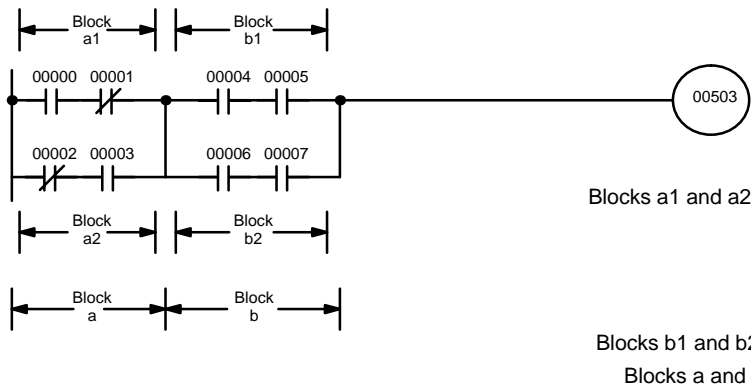 Block a1
Block b1
00000 00001 00004 00005
00503
00002 00003 00006 00007
Blocks a1 and a2
Block a2
Block b2
Block a
Block b
Blocks b1 and b2
Blocks a and